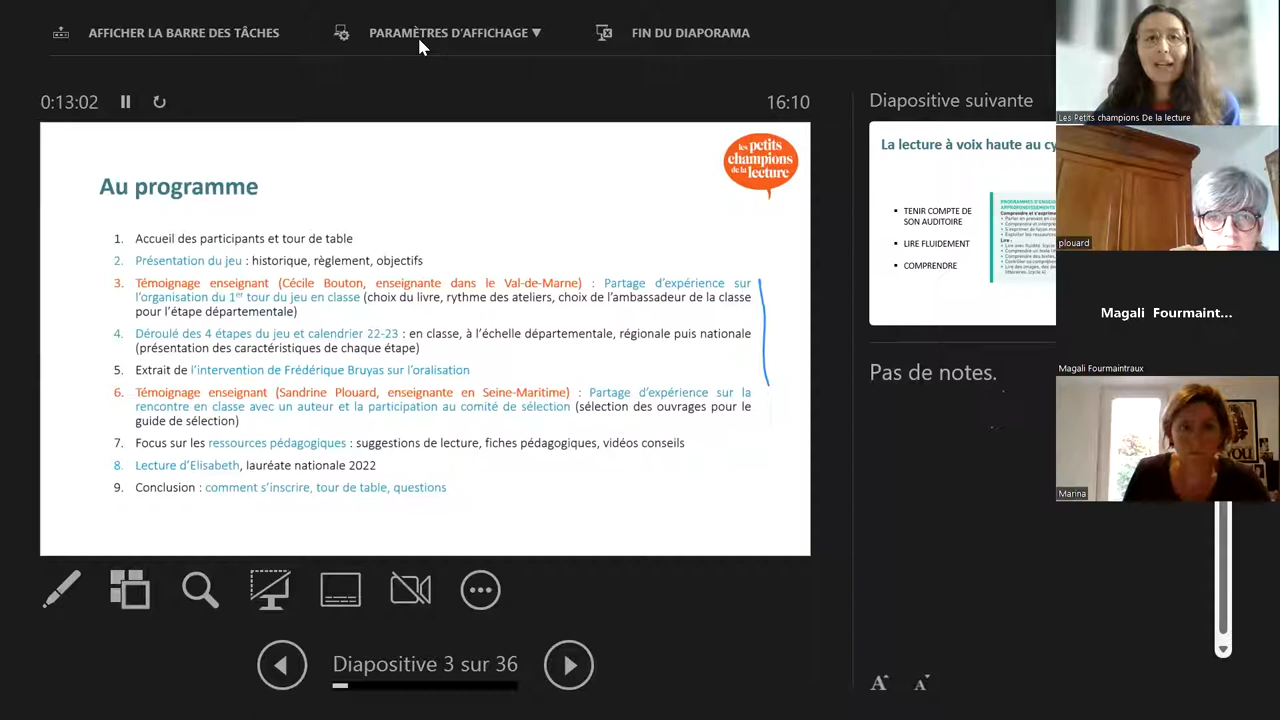 AFFICHER LA BARRE DES TÂCHES
PARAMÈTRES D'AFFICHAGE ▼
FIN DU DIAPORAMA
0:13:02
16:10
les petits
champions
de la lecture
Au programme
1. Accueil des participants et tour de table
2. Présentation du jeu : historique, règlement, objectifs
3. Témoignage enseignant (Cécile Bouton, enseignante dans le Val-de-Marne) : Partage d'expérience sur
l'organisation du 1er tour du jeu en classe (choix du livre, rythme des ateliers, choix de l'ambassadeur de la classe
pour l'étape départementale)
4. Déroulé des 4 étapes du jeu et calendrier 22-23 : en classe, à l'échelle départementale, régionale puis nationale
(présentation des caractéristiques de chaque étape)
5. Extrait de l'intervention de Frédérique Bruyas sur l'oralisation
6. Témoignage enseignant (Sandrine Plouard, enseignante en Seine-Maritime) : Partage d'expérience sur la
rencontre en classe avec un auteur et la participation au comité de sélection (sélection des ouvrages pour le
guide de sélection)
7. Focus sur les ressources pédagogiques : suggestions de lecture, fiches pédagogiques, vidéos conseils
8. Lecture d'Elisabeth, lauréate nationale 2022
9. Conclusion : comment s'inscrire, tour de table, questions
Diapositive 3 sur 36
Diapositive suivante
La lecture à voix haute au cy
▪ TENIR COMPTE DE
SON AUDITOIRE
▪ LIRE FLUIDEMENT
▪ COMPRENDRE
PROGRAMMES D'ENSEI
APPROFONDISSEMENTS
Comprendre et s'exprime
Lire :
Pas de notes.
A A
Les Petits champions De la lecture
plouard
Magali Fourmaint...
Magali Fourmaintraux
YOU
Marina